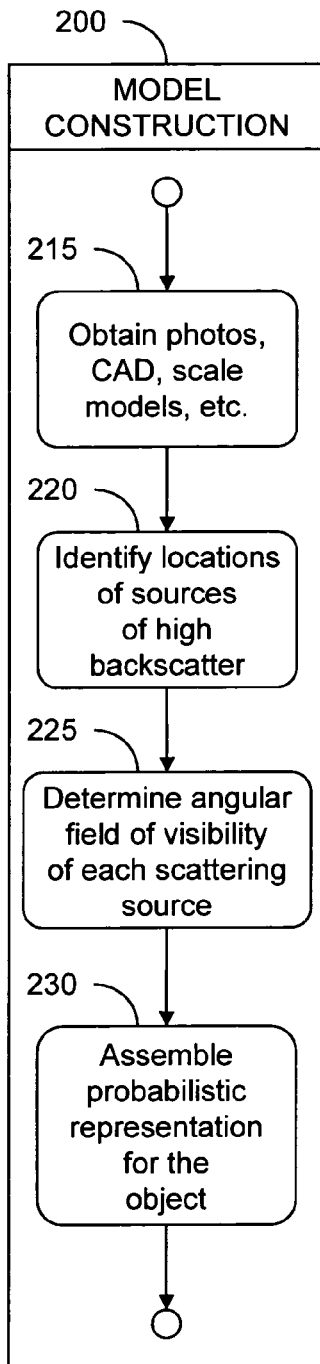 200
MODEL
CONSTRUCTION
215
Obtain photos,
CAD, scale
models, etc.
220
Identify locations
of sources
of high
backscatter
225
Determine angular
field of visibility
of each scattering
source
230
Assemble
probabilistic
representation
for the
object